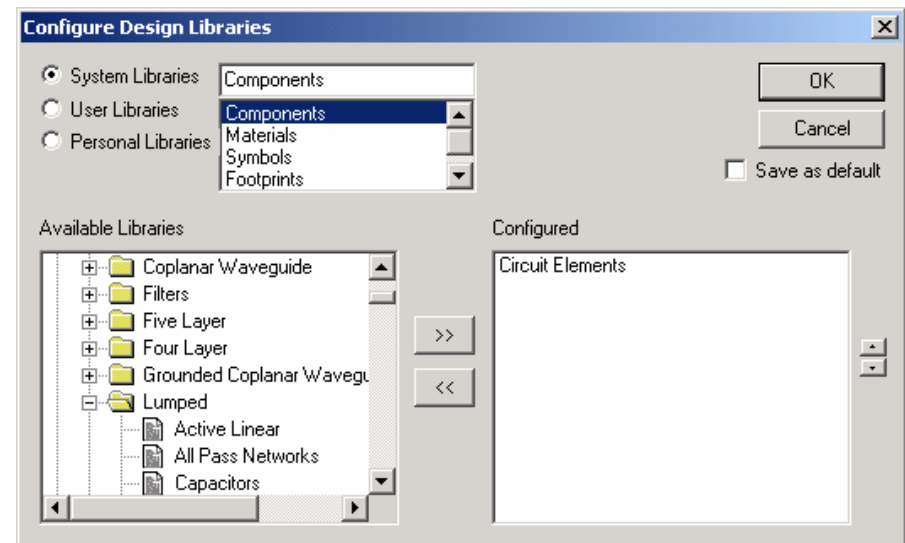 Configure Design Libraries
System Libraries
User Libraries
Personal Libraries
Components
Components
Materials
Symbols
Footprints
OK
Cancel
Save as default
Available Libraries
Coplanar Waveguide
Filters
Five Layer
Four Layer
Grounded Coplanar Wavegu
Lumped
Active Linear
All Pass Networks
Capacitors
>>
<<
Configured
Circuit Elements